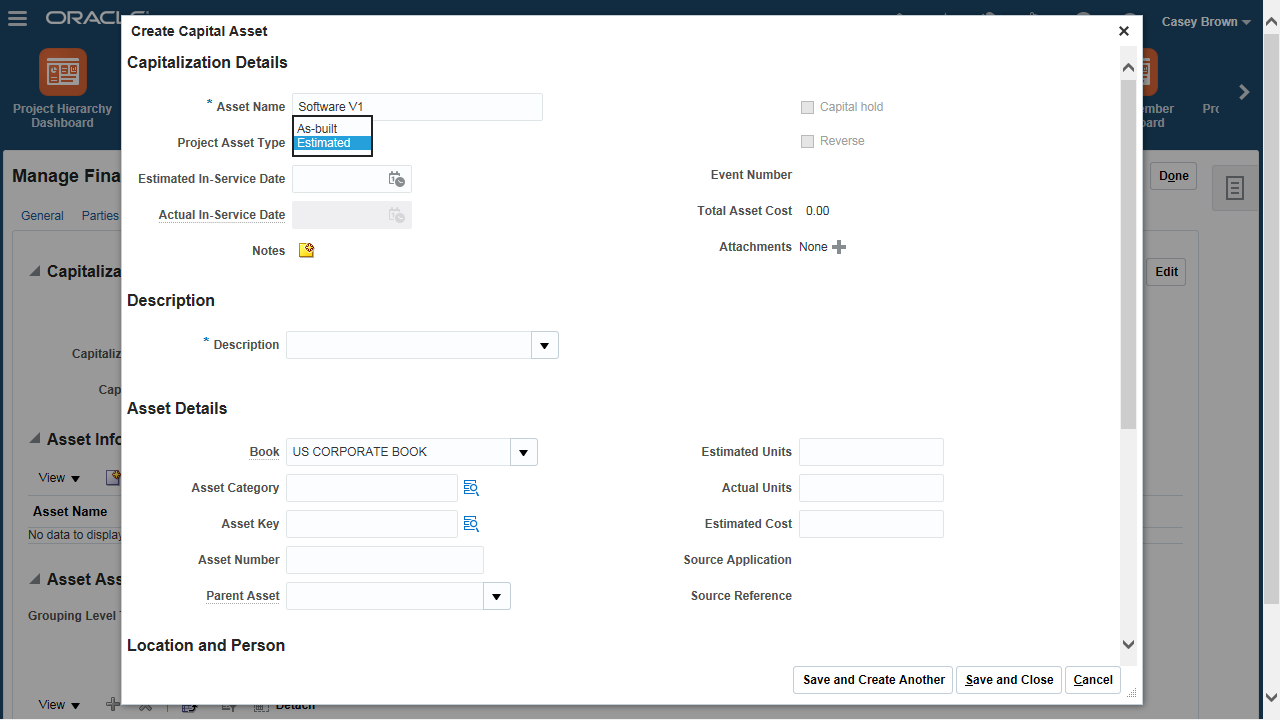 ORACLE
Casey Brown
Project Hierarchy
Dashboard
Create Capital Asset
Capitalization Details
* Asset Name Software V1
Capital hold
Project Asset Type As-built
Estimated
Reverse
Estimated In-Service Date
Event Number
Actual In-Service Date
Total Asset Cost 0.00
Notes
Attachments None
Description
* Description
Asset Details
Book US CORPORATE BOOK
Estimated Units
Asset Category
Actual Units
Asset Key
Estimated Cost
Asset Number
Source Application
Parent Asset
Source Reference
Location and Person
Save and Create Another Save and Close Cancel
Manage Fina
Done
General Parties
Capitaliza
Edit
Capitaliz
Cap
Asset Info
View
Asset Name
No data to display
Asset Ass
Grouping Level
View
Detach